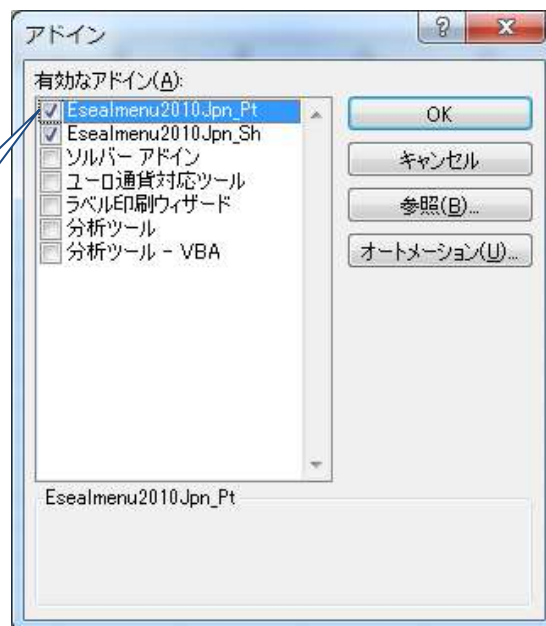 アドイン
有効なアドイン(A):
Esealmenu2010Jpn_Pt
Esealmenu2010Jpn_Sh
ソルバー アドイン
ユーロ通貨対応ツール
ラベル印刷ウィザード
分析ツール
分析ツール - VBA
OK
キャンセル
参照(B)...
オートメーション(U)...
Esealmenu2010Jpn_Pt